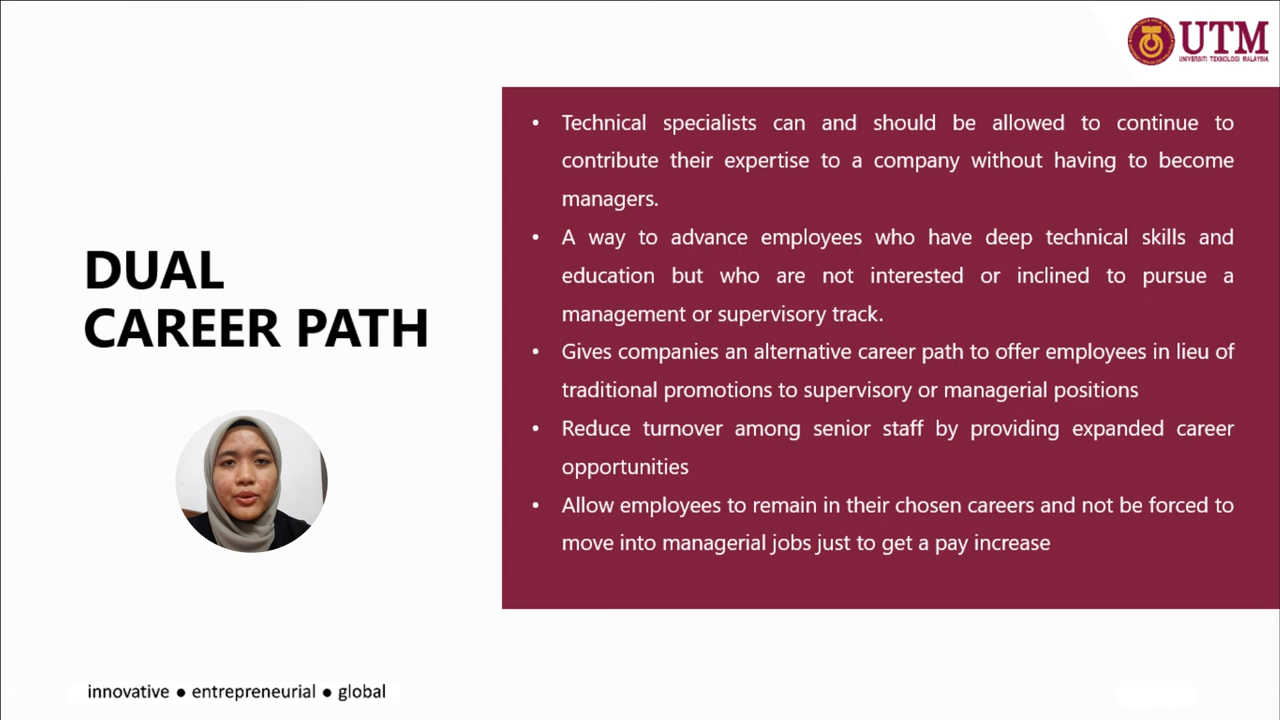 UTM
UNIVERSITI TEKNOLOGI MALAYSIA
DUAL
CAREER PATH
• Technical specialists can and should be allowed to continue to
contribute their expertise to a company without having to become
managers.
• A way to advance employees who have deep technical skills and
education but who are not interested or inclined to pursue a
management or supervisory track.
• Gives companies an alternative career path to offer employees in lieu of
traditional promotions to supervisory or managerial positions
• Reduce turnover among senior staff by providing expanded career
opportunities
• Allow employees to remain in their chosen careers and not be forced to
move into managerial jobs just to get a pay increase
innovative ● entrepreneurial ● global